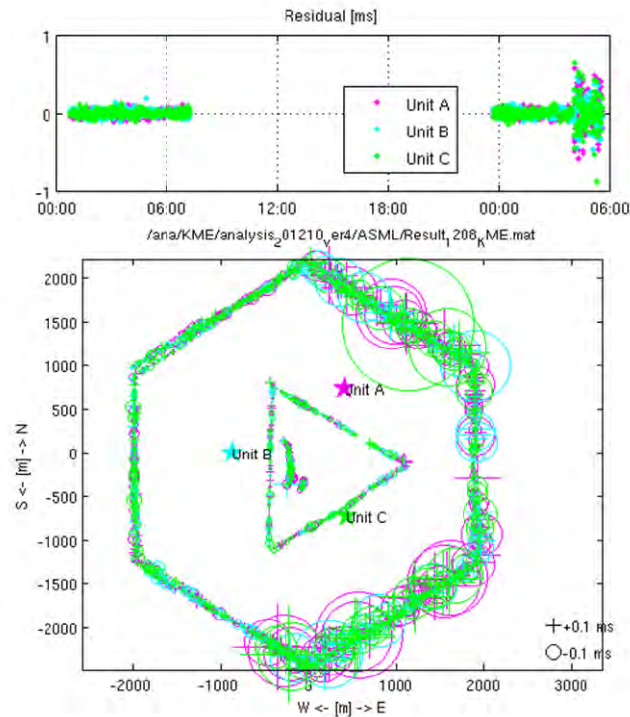 Residual [ms]
1
0
-1
Unit A
Unit B
Unit C
00:00 06:00 12:00 18:00 00:00 06:00
/ana/KME/analysis_201210_ver4/ASML/Result_1208_KME.mat
2000
1500
1000
500
0
-500
-1000
-1500
-2000
S <- [m] -> N
Unit A
Unit B
Unit C
+0.1 ms
-0.1 ms
-2000 -1000 0 1000 2000 3000
W <- [m] -> E